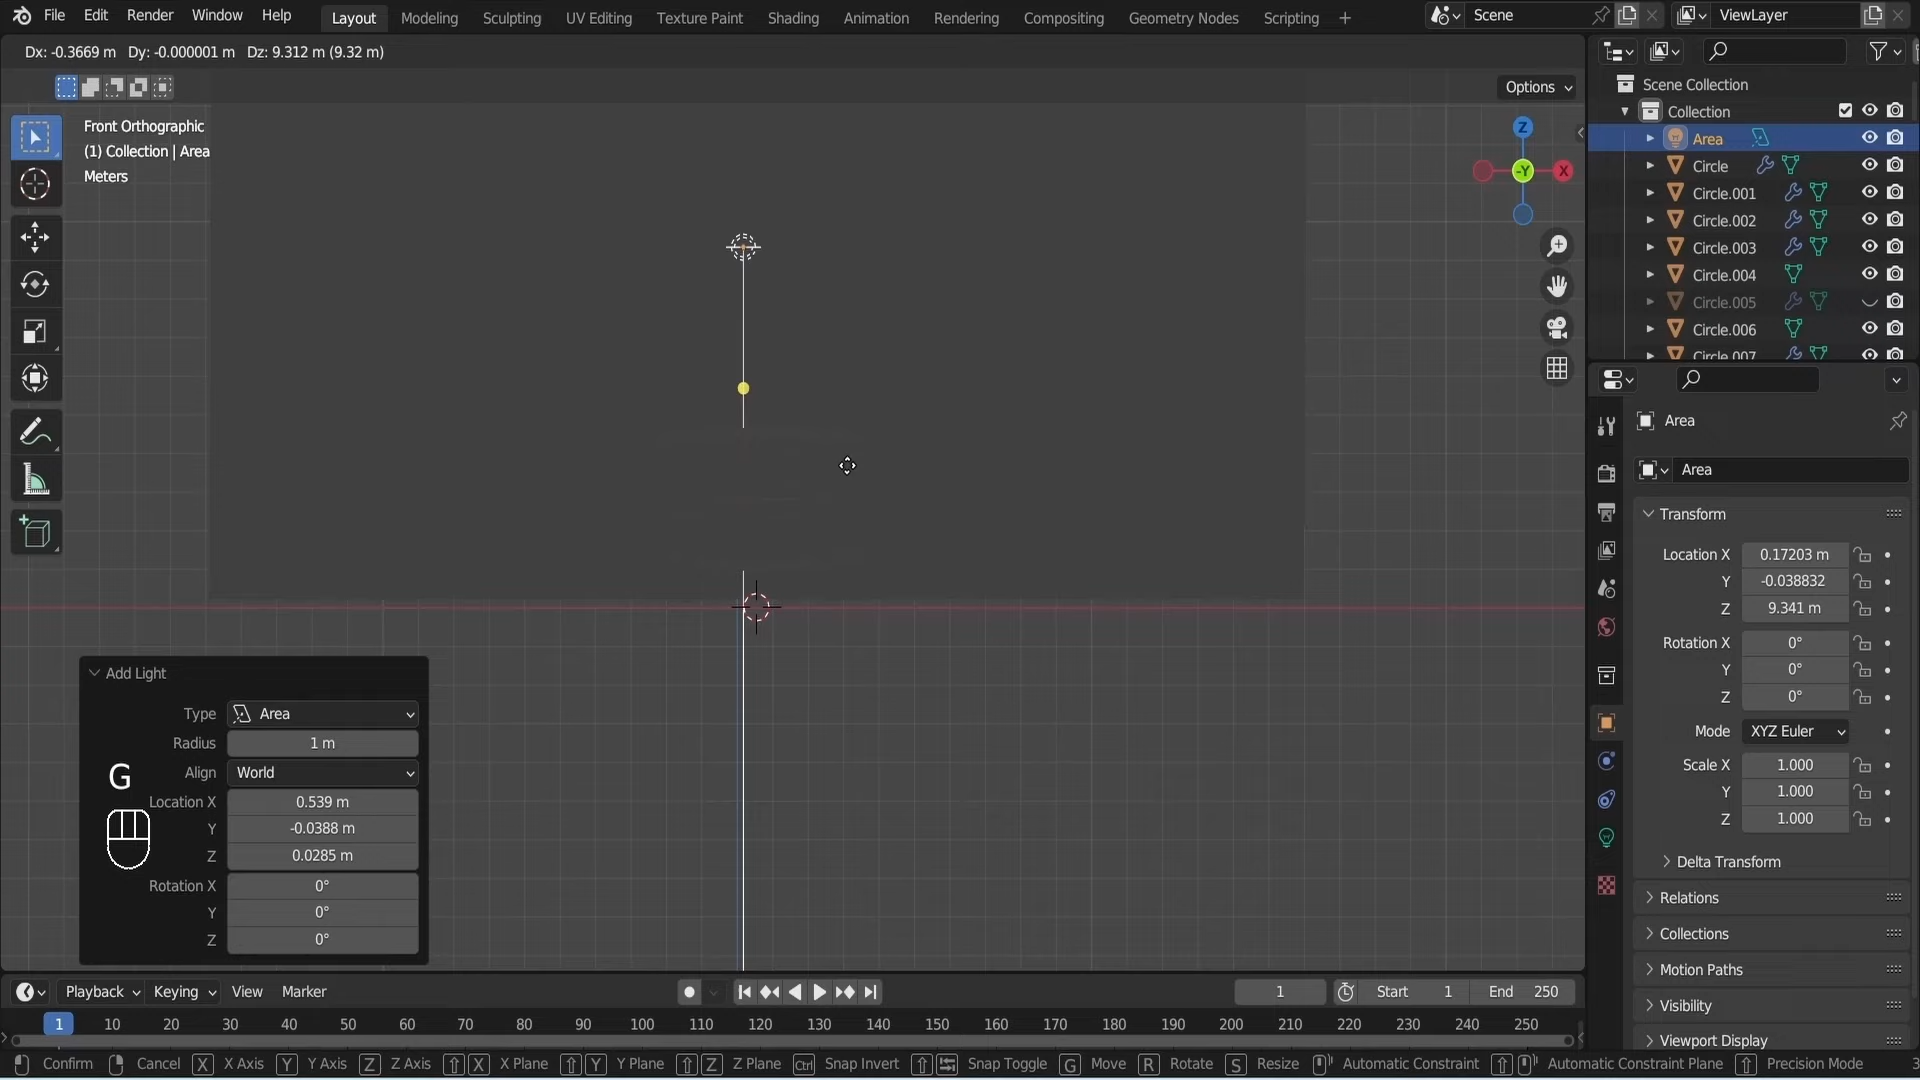 File Edit Render Window Help Layout Modeling Sculpting UV Editing Texture Paint Shading Animation Rendering Compositing Geometry Nodes Scripting + Scene ViewLayer
Dx: -0.3669 m Dy: -0.000001 m Dz: 9.312 m (9.32 m)
Options
Front Orthographic
(1) Collection | Area
Meters
Z
-Y
X
Scene Collection
Collection
Area
Circle
Circle.001
Circle.002
Circle.003
Circle.004
Circle.005
Circle.006
Circle.007
Area
Area
Transform
Location X 0.17203 m
Y -0.038832
Z 9.341 m
Rotation X 0°
Y 0°
Z 0°
Mode XYZ Euler
Scale X 1.000
Y 1.000
Z 1.000
Delta Transform
Relations
Collections
Motion Paths
Visibility
Viewport Display
Add Light
Type Area
Radius 1 m
Align World
Location X 0.539 m
Y -0.0388 m
Z 0.0285 m
Rotation X 0°
Y 0°
Z 0°
G
Playback Keying View Marker 1 Start 1 End 250
1 10 20 30 40 50 60 70 80 90 100 110 120 130 140 150 160 170 180 190 200 210 220 230 240 250
Confirm Cancel X X Axis Y Y Axis Z Z Axis X X Plane Y Y Plane Z Z Plane Ctrl Snap Invert Snap Toggle G Move R Rotate S Resize Automatic Constraint Automatic Constraint Plane Precision Mode